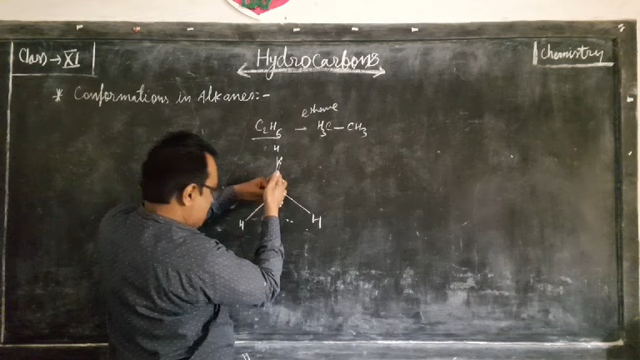 Class → XI
Hydrocarbons
Chemistry
* Conformations in Alkanes:-
ethane
C2H6 → H3C — CH3
H
H H